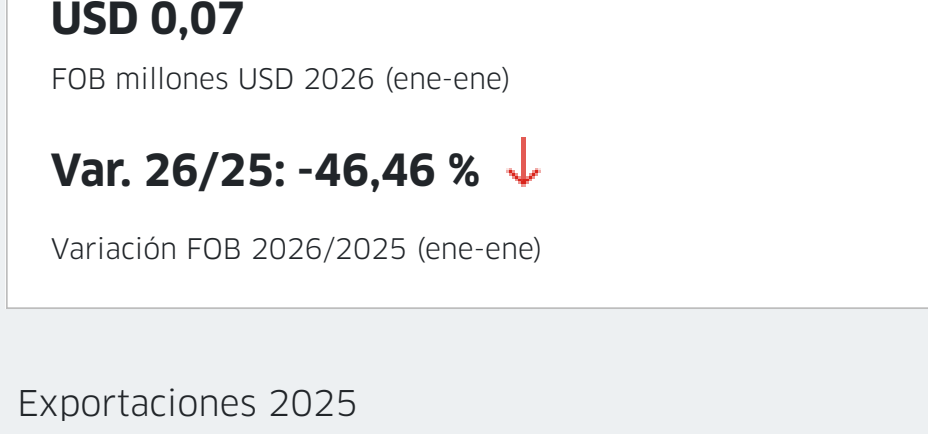 USD 0,07
FOB millones USD 2026 (ene-ene)
Var. 26/25: -46,46 %
Variación FOB 2026/2025 (ene-ene)
Exportaciones 2025